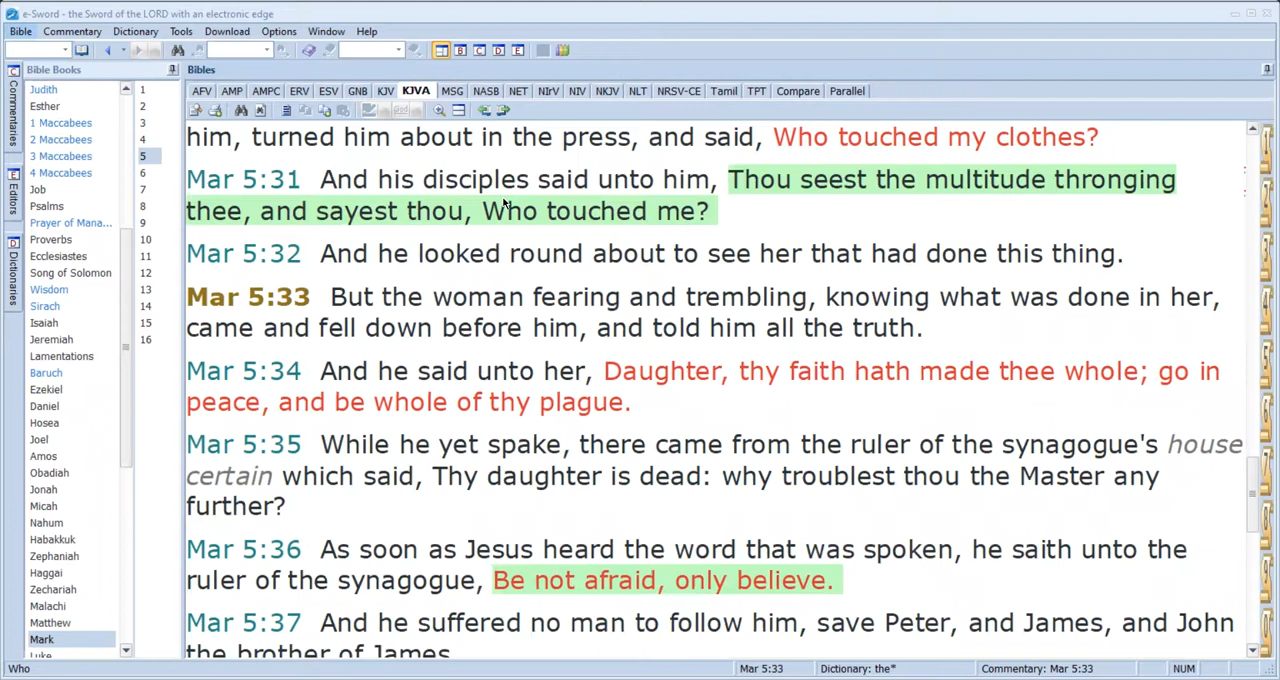 e-Sword - the Sword of the LORD with an electronic edge
Bible Commentary Dictionary Tools Download Options Window Help
B C D E
Bible Books
Bibles
C Commentaries
E Editors
D Dictionaries
AFV AMP AMPC ERV ESV GNB KJV KJVA MSG NASB NET NIrV NIV NKJV NLT NRSV-CE Tamil TPT Compare Parallel
Judith
Esther
1 Maccabees
2 Maccabees
3 Maccabees
4 Maccabees
Job
Psalms
Prayer of Mana...
Proverbs
Ecclesiastes
Song of Solomon
Wisdom
Sirach
Isaiah
Jeremiah
Lamentations
Baruch
Ezekiel
Daniel
Hosea
Joel
Amos
Obadiah
Jonah
Micah
Nahum
Habakkuk
Zephaniah
Haggai
Zechariah
Malachi
Matthew
Mark
Luke
1
2
3
4
5
6
7
8
9
10
11
12
13
14
15
16
him, turned him about in the press, and said, Who touched my clothes?
Mar 5:31 And his disciples said unto him, Thou seest the multitude thronging
thee, and sayest thou, Who touched me?
Mar 5:32 And he looked round about to see her that had done this thing.
Mar 5:33 But the woman fearing and trembling, knowing what was done in her,
came and fell down before him, and told him all the truth.
Mar 5:34 And he said unto her, Daughter, thy faith hath made thee whole; go in
peace, and be whole of thy plague.
Mar 5:35 While he yet spake, there came from the ruler of the synagogue's house
certain which said, Thy daughter is dead: why troublest thou the Master any
further?
Mar 5:36 As soon as Jesus heard the word that was spoken, he saith unto the
ruler of the synagogue, Be not afraid, only believe.
Mar 5:37 And he suffered no man to follow him, save Peter, and James, and John
the brother of James.
Who
Mar 5:33
Dictionary: the*
Commentary: Mar 5:33
NUM